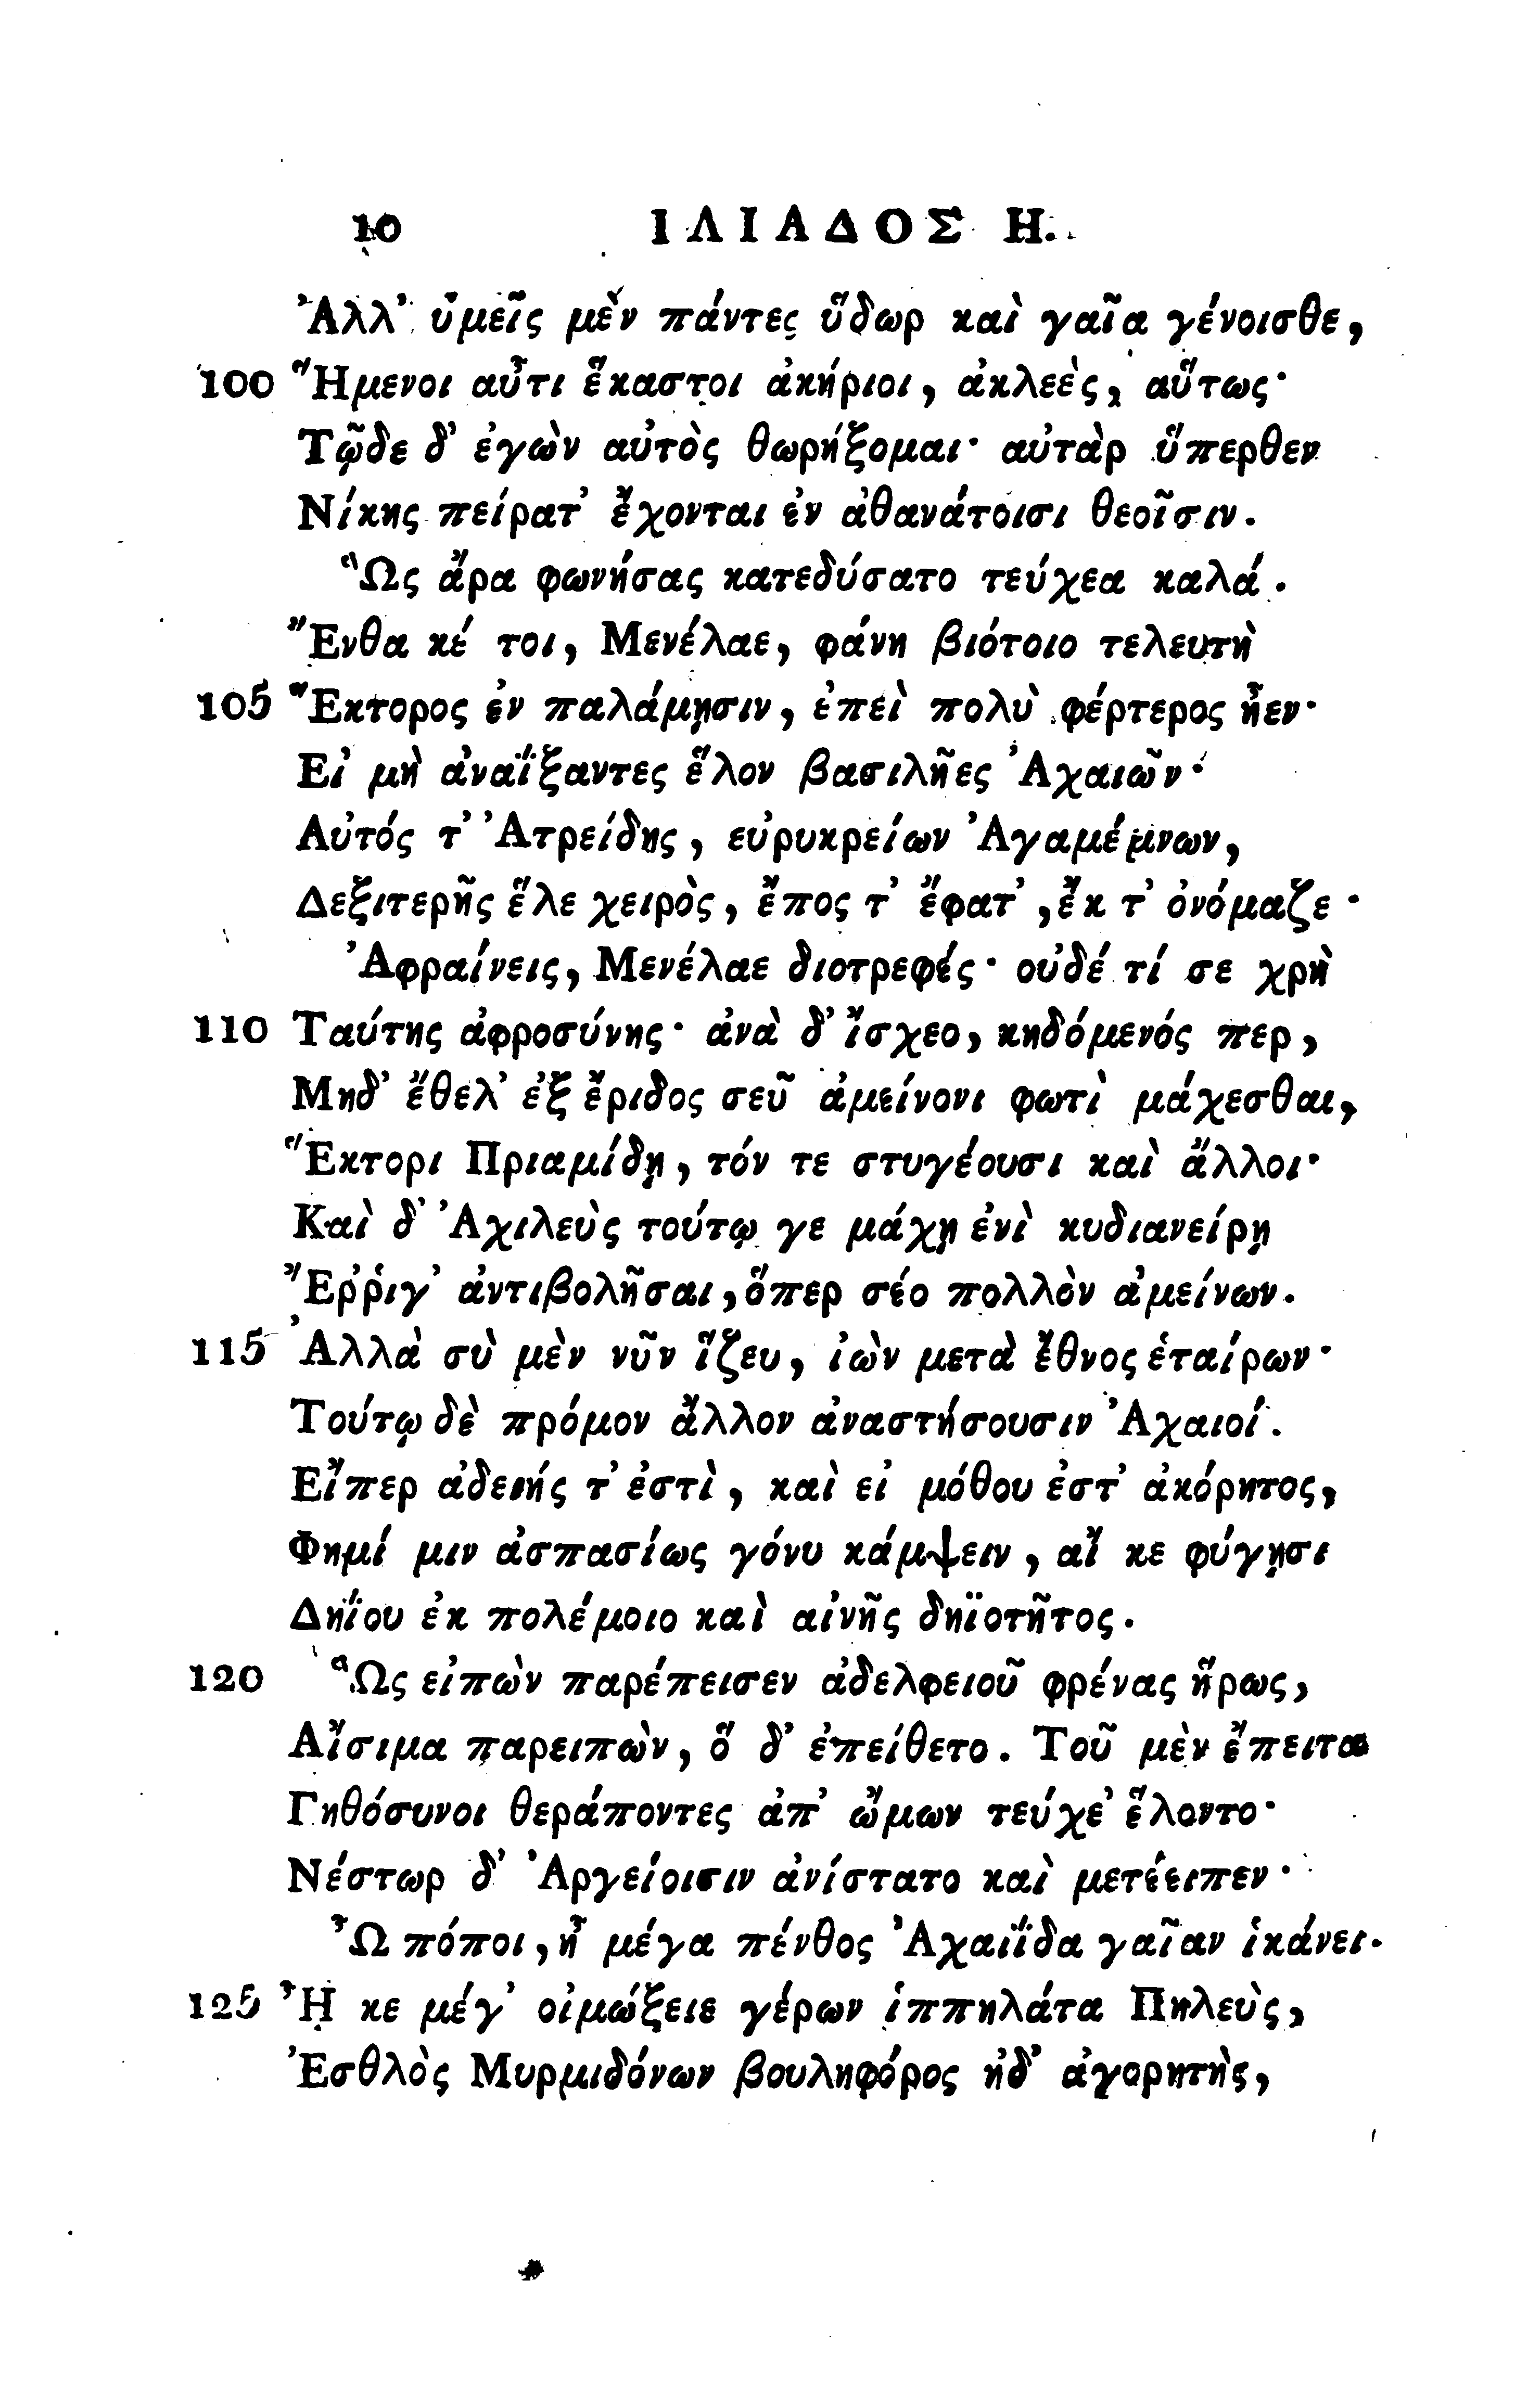 10 ΙΛΙΑΔΟΣ Η.
Ἀλλ' ὑμεῖς μὲν πάντες ὕδωρ καὶ γαῖα γένοισθε,
100 Ἥμενοι αὖτι ἕκαστοι ἀκήριοι, ἀκλεὲς, αὕτως·
Τῷδε δ' ἐγὼν αὐτὸς θωρήξομαι· αὐτὰρ ὕπερθεν
Νίκης πείρατ' ἔχονται ἐν ἀθανάτοισι θεοῖσιν.
Ὣς ἄρα φωνήσας κατεδύσατο τεύχεα καλά.
Ἔνθα κέ τοι, Μενέλαε, φάνη βιότοιο τελευτὴ
105 Ἕκτορος ἐν παλάμῃσιν, ἐπεὶ πολὺ φέρτερος ἦεν·
Εἰ μὴ ἀναΐξαντες ἕλον βασιλῆες Ἀχαιῶν·
Αὐτός τ' Ἀτρείδης, εὐρυκρείων Ἀγαμέμνων,
Δεξιτερῆς ἕλε χειρὸς, ἔπος τ' ἔφατ', ἔκ τ' ὀνόμαζε·
Ἀφραίνεις, Μενέλαε διοτρεφές· οὐδέ τί σε χρὴ
110 Ταύτης ἀφροσύνης· ἀνὰ δ' ἴσχεο, κηδόμενός περ,
Μηδ' ἔθελ' ἐξ ἔριδος σεῦ ἀμείνονι φωτὶ μάχεσθαι,
Ἕκτορι Πριαμίδῃ, τόν τε στυγέουσι καὶ ἄλλοι·
Καὶ δ' Ἀχιλεὺς τούτῳ γε μάχῃ ἐνὶ κυδιανείρῃ
Ἔῤῥιγ' ἀντιβολῆσαι, ὅπερ σέο πολλὸν ἀμείνων.
115 Ἀλλὰ σὺ μὲν νῦν ἵζευ, ἰὼν μετὰ ἔθνος ἑταίρων·
Τούτῳ δὲ πρόμον ἄλλον ἀναστήσουσιν Ἀχαιοί.
Εἴπερ ἀδειής τ' ἐστὶ, καὶ εἰ μόθου ἐστ' ἀκόρητος,
Φημί μιν ἀσπασίως γόνυ κάμψειν, αἴ κε φύγῃσι
Δηΐου ἐκ πολέμοιο καὶ αἰνῆς δηϊοτῆτος.
120 Ὣς εἰπὼν παρέπεισεν ἀδελφειοῦ φρένας ἥρως,
Αἴσιμα παρειπὼν, ὅ δ' ἐπείθετο. Τοῦ μὲν ἔπειτα
Γηθόσυνοι θεράποντες ἀπ' ὤμων τεύχε' ἕλοντο·
Νέστωρ δ' Ἀργείοισιν ἀνίστατο καὶ μετέειπεν·
Ὦ πόποι, ἦ μέγα πένθος Ἀχαιΐδα γαῖαν ἱκάνει.
125 Ἦ κε μέγ' οἰμώξειε γέρων ἱππηλάτα Πηλεὺς,
Ἐσθλὸς Μυρμιδόνων βουληφόρος ἠδ' ἀγορητὴς,